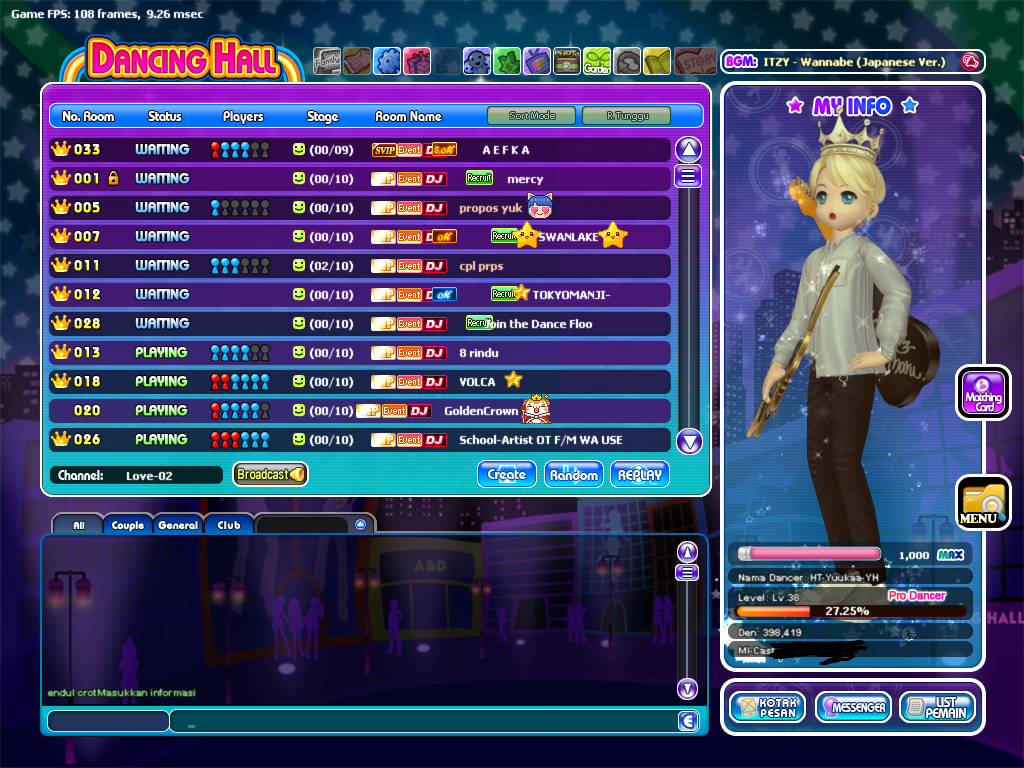 Game FPS: 108 frames, 9.26 msec
DANCING HALL
Family
PHOTO
Garden
STORY
BGM: ITZY - Wannabe (Japanese Ver.)
No. Room Status Players Stage Room Name Sort Mode R.Tunggu
033 WAITING (00/09) SVIP Event D S.M A E F K A
001 WAITING (00/10) Event DJ Recruit mercy
005 WAITING (00/10) Event DJ propos yuk
007 WAITING (00/10) Event M Recruit SWANLAKE
011 WAITING (02/10) Event DJ cpl prps
012 WAITING (00/10) Event M Recruit TOKYOMANJI-
028 WAITING (00/10) Event DJ Recruit Join the Dance Floo
013 PLAYING (00/10) Event DJ 8 rindu
018 PLAYING (00/10) Event DJ VOLCA
020 PLAYING (00/10) Event DJ GoldenCrown
026 PLAYING (00/10) Event DJ School-Artist OT F/M WA USE
Channel: Love-02 Broadcast Create Random REPLAY
All Couple General Club
A&D
endul crotMasukkan informasi
MY INFO
Matching Card
MENU
1,000 MAX
Nama Dancer: HT-Yuukaa-YH
Level: Lv.38 Pro Dancer
27.25%
Den: 398,419
MI-Cash
HALL
KOTAK PESAN MESSENGER LIST PEMAIN